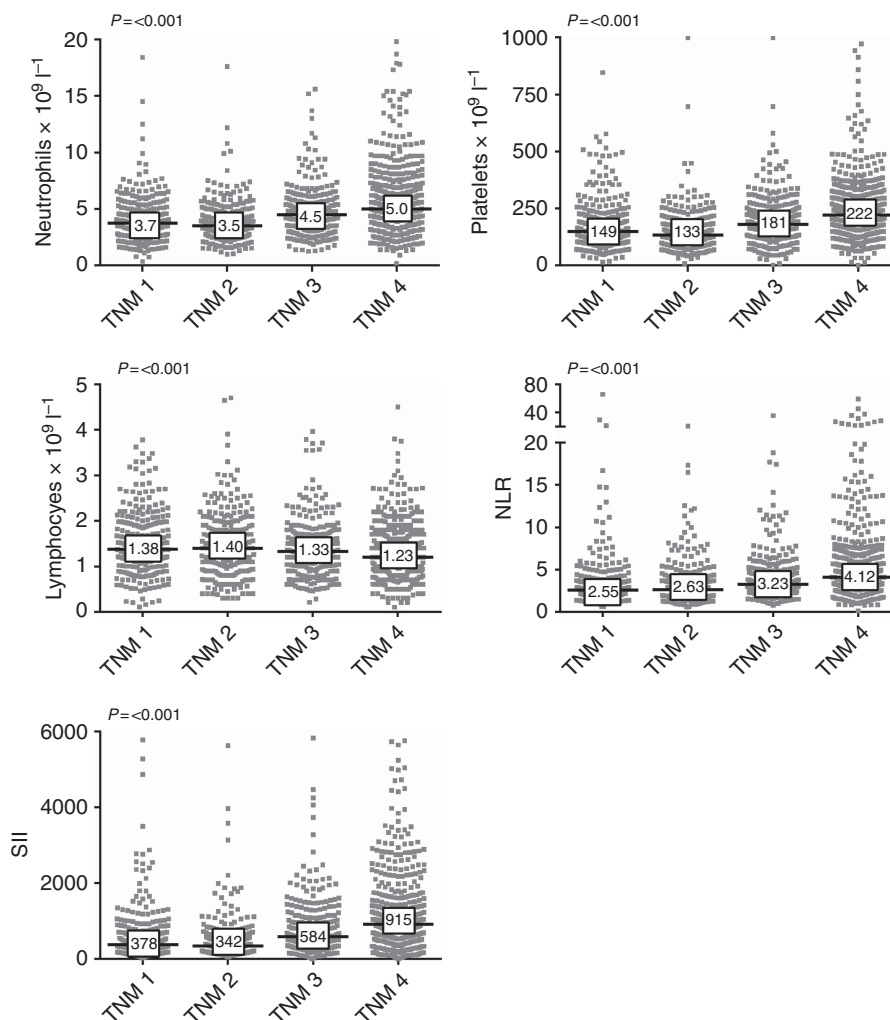 P=<0.001
Neutrophils × 10⁹ l⁻¹
20
15
10
5
0
3.7
3.5
4.5
5.0
TNM 1
TNM 2
TNM 3
TNM 4
P=<0.001
Platelets × 10⁹ l⁻¹
1000
750
500
250
0
149
133
181
222
TNM 1
TNM 2
TNM 3
TNM 4
P=<0.001
Lymphocyes × 10⁹ l⁻¹
5
4
3
2
1
0
1.38
1.40
1.33
1.23
TNM 1
TNM 2
TNM 3
TNM 4
P=<0.001
NLR
80
40
20
15
10
5
0
2.55
2.63
3.23
4.12
TNM 1
TNM 2
TNM 3
TNM 4
P=<0.001
SII
6000
4000
2000
0
378
342
584
915
TNM 1
TNM 2
TNM 3
TNM 4